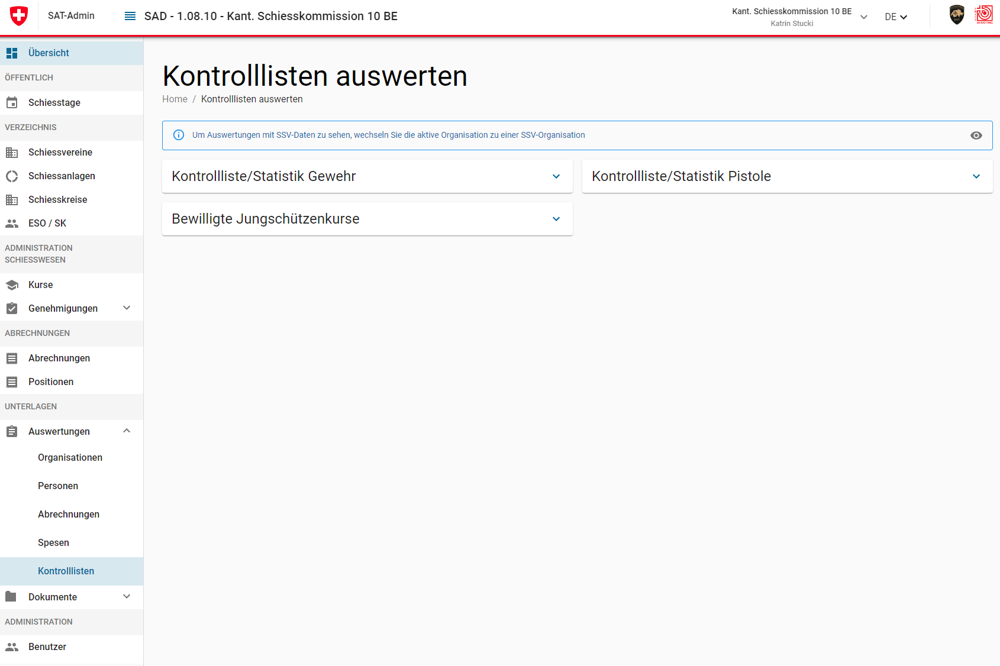 SAT-Admin
SAD - 1.08.10 - Kant. Schiesskommission 10 BE
Kant. Schiesskommission 10 BE
Katrin Stucki
DE
Übersicht
ÖFFENTLICH
Schiesstage
VERZEICHNIS
Schiessvereine
Schiessanlagen
Schiesskreise
ESO / SK
ADMINISTRATION
SCHIESSWESEN
Kurse
Genehmigungen
ABRECHNUNGEN
Abrechnungen
Positionen
UNTERLAGEN
Auswertungen
Organisationen
Personen
Abrechnungen
Spesen
Kontrolllisten
Dokumente
ADMINISTRATION
Benutzer
Kontrolllisten auswerten
Home / Kontrolllisten auswerten
Um Auswertungen mit SSV-Daten zu sehen, wechseln Sie die aktive Organisation zu einer SSV-Organisation
Kontrollliste/Statistik Gewehr
Kontrollliste/Statistik Pistole
Bewilligte Jungschützenkurse